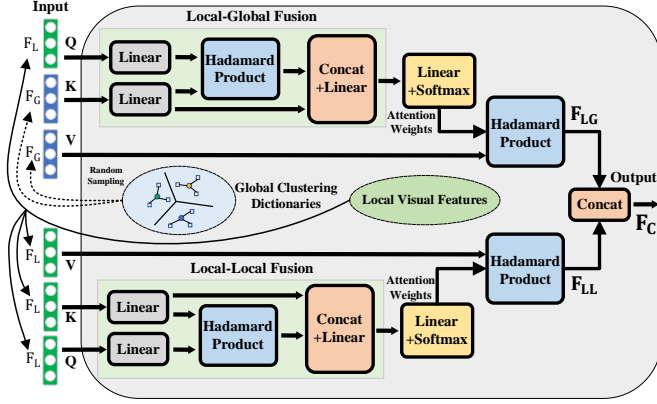 Input
Local-Global Fusion
F_L
Q
Linear
Hadamard
Product
Concat
+Linear
Linear
+Softmax
F_G
K
Linear
Attention
Weights
Hadamard
Product
F_LG
F_G
V
Random
Sampling
Global Clustering
Dictionaries
Local Visual Features
Output
Concat
F_C
F_L
V
Local-Local Fusion
Attention
Weights
Hadamard
Product
F_LL
F_L
K
Linear
Hadamard
Product
Concat
+Linear
Linear
+Softmax
F_L
Q
Linear